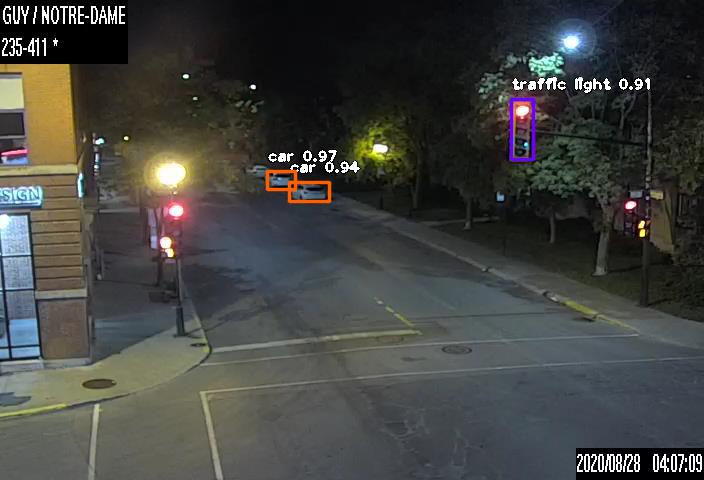 GUY / NOTRE-DAME
235-411 *
traffic light 0.91
car 0.97
car 0.94
SIGN
2020/08/28 04:07:09